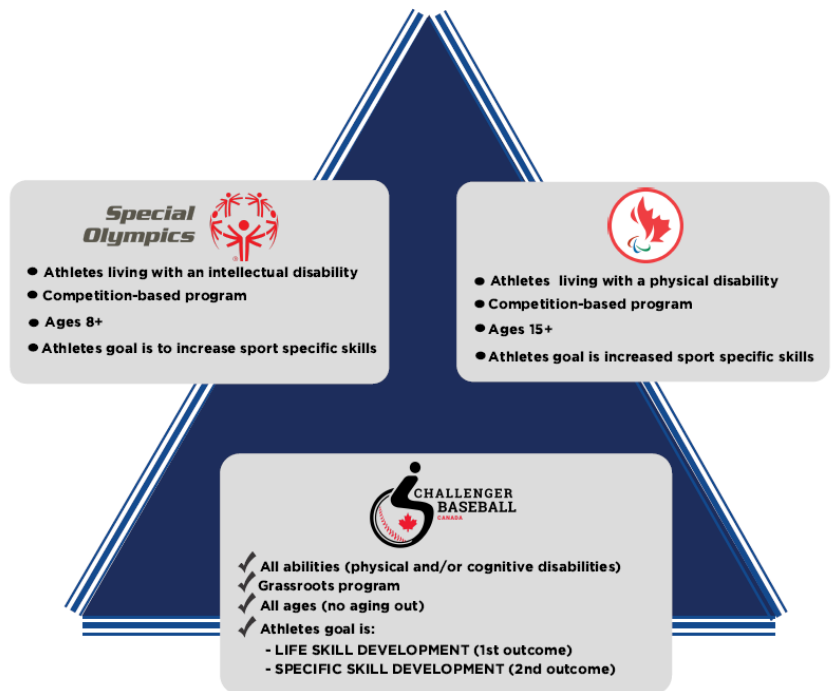 Special
Olympics
Athletes living with an intellectual disability
Competition-based program
Ages 8+
Athletes goal is to increase sport specific skills
Athletes living with a physical disability
Competition-based program
Ages 15+
Athletes goal is increased sport specific skills
CHALLENGER
BASEBALL
CANADA
All abilities (physical and/or cognitive disabilities)
Grassroots program
All ages (no aging out)
Athletes goal is:
- LIFE SKILL DEVELOPMENT (1st outcome)
- SPECIFIC SKILL DEVELOPMENT (2nd outcome)